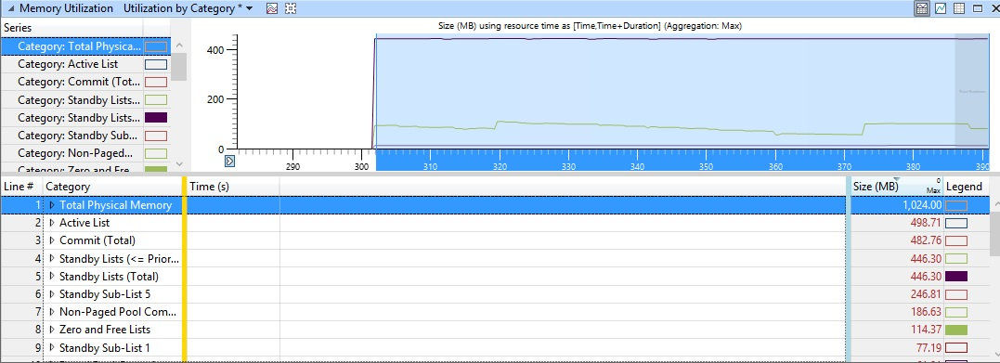 Memory Utilization Utilization by Category *
Series
Size (MB) using resource time as [Time,Time+Duration] (Aggregation: Max)
Category: Total Physica...
Category: Active List
Category: Commit (Tot...
Category: Standby Lists...
Category: Standby Lists...
Category: Standby Sub...
Category: Non-Paged...
Category: Zero and Fre...
400
200
0
290 300 310 320 330 340 350 360 370 380 390
Line # Category Time (s) Size (MB) 0 Max Legend
1 Total Physical Memory 1,024.00
2 Active List 498.71
3 Commit (Total) 482.76
4 Standby Lists (<= Prior... 446.30
5 Standby Lists (Total) 446.30
6 Standby Sub-List 5 246.81
7 Non-Paged Pool Com... 186.63
8 Zero and Free Lists 114.37
9 Standby Sub-List 1 77.19